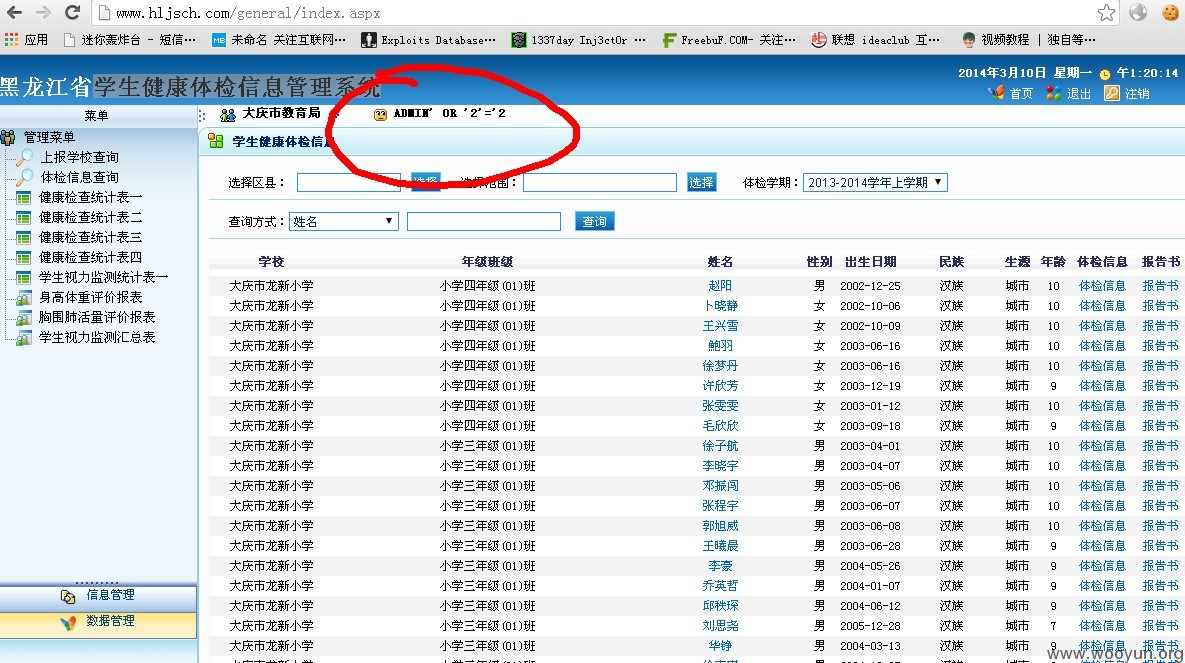 www.hljsch.com/general/index.aspx
应用 迷你轰炸台 - 短信… 未命名 关注互联网… Exploits Database… 1337day Inj3ct0r … FreebuF.COM- 关注… 联想 ideaclub 互… 视频教程 | 独自等…
黑龙江省学生健康体检信息管理系统
2014年3月10日 星期一 午1:20:14
首页 退出 注销
菜单
大庆市教育局 ADMIN' OR '2'='2
管理菜单
上报学校查询
体检信息查询
健康检查统计表一
健康检查统计表二
健康检查统计表三
健康检查统计表四
学生视力监测统计表一
身高体重评价报表
胸围肺活量评价报表
学生视力监测汇总表
信息管理
数据管理
学生健康体检信息
选择区县： 选择 选择范围： 选择 体检学期： 2013-2014学年上学期
查询方式： 姓名 查询
学校 年级班级 姓名 性别 出生日期 民族 生源 年龄 体检信息 报告书
大庆市龙新小学 小学四年级(01)班 赵阳 男 2002-12-25 汉族 城市 10 体检信息 报告书
大庆市龙新小学 小学四年级(01)班 卜晓静 女 2002-10-06 汉族 城市 10 体检信息 报告书
大庆市龙新小学 小学四年级(01)班 王兴雪 女 2002-10-09 汉族 城市 10 体检信息 报告书
大庆市龙新小学 小学四年级(01)班 鲍羽 女 2003-06-16 汉族 城市 10 体检信息 报告书
大庆市龙新小学 小学四年级(01)班 徐梦丹 女 2003-06-16 汉族 城市 10 体检信息 报告书
大庆市龙新小学 小学四年级(01)班 许欣芳 女 2003-12-19 汉族 城市 9 体检信息 报告书
大庆市龙新小学 小学四年级(01)班 张雯雯 女 2003-01-12 汉族 城市 10 体检信息 报告书
大庆市龙新小学 小学四年级(01)班 毛欣欣 女 2003-09-18 汉族 城市 9 体检信息 报告书
大庆市龙新小学 小学三年级(01)班 徐子航 男 2003-04-01 汉族 城市 10 体检信息 报告书
大庆市龙新小学 小学三年级(01)班 李晓宇 男 2003-04-07 汉族 城市 10 体检信息 报告书
大庆市龙新小学 小学三年级(01)班 邓振闯 男 2003-05-06 汉族 城市 10 体检信息 报告书
大庆市龙新小学 小学三年级(01)班 张程宇 男 2003-06-07 汉族 城市 10 体检信息 报告书
大庆市龙新小学 小学三年级(01)班 郭旭威 男 2003-06-08 汉族 城市 10 体检信息 报告书
大庆市龙新小学 小学三年级(01)班 王曦晨 男 2003-06-28 汉族 城市 9 体检信息 报告书
大庆市龙新小学 小学三年级(01)班 李豪 男 2004-05-26 汉族 城市 9 体检信息 报告书
大庆市龙新小学 小学三年级(01)班 乔英哲 男 2004-01-07 汉族 城市 9 体检信息 报告书
大庆市龙新小学 小学三年级(01)班 邱秩琛 男 2004-06-12 汉族 城市 9 体检信息 报告书
大庆市龙新小学 小学三年级(01)班 刘思尧 男 2005-12-28 汉族 城市 7 体检信息 报告书
大庆市龙新小学 小学三年级(01)班 华铮 男 2004-03-13 汉族 城市 9 体检信息 报告书
www.wooyun.org